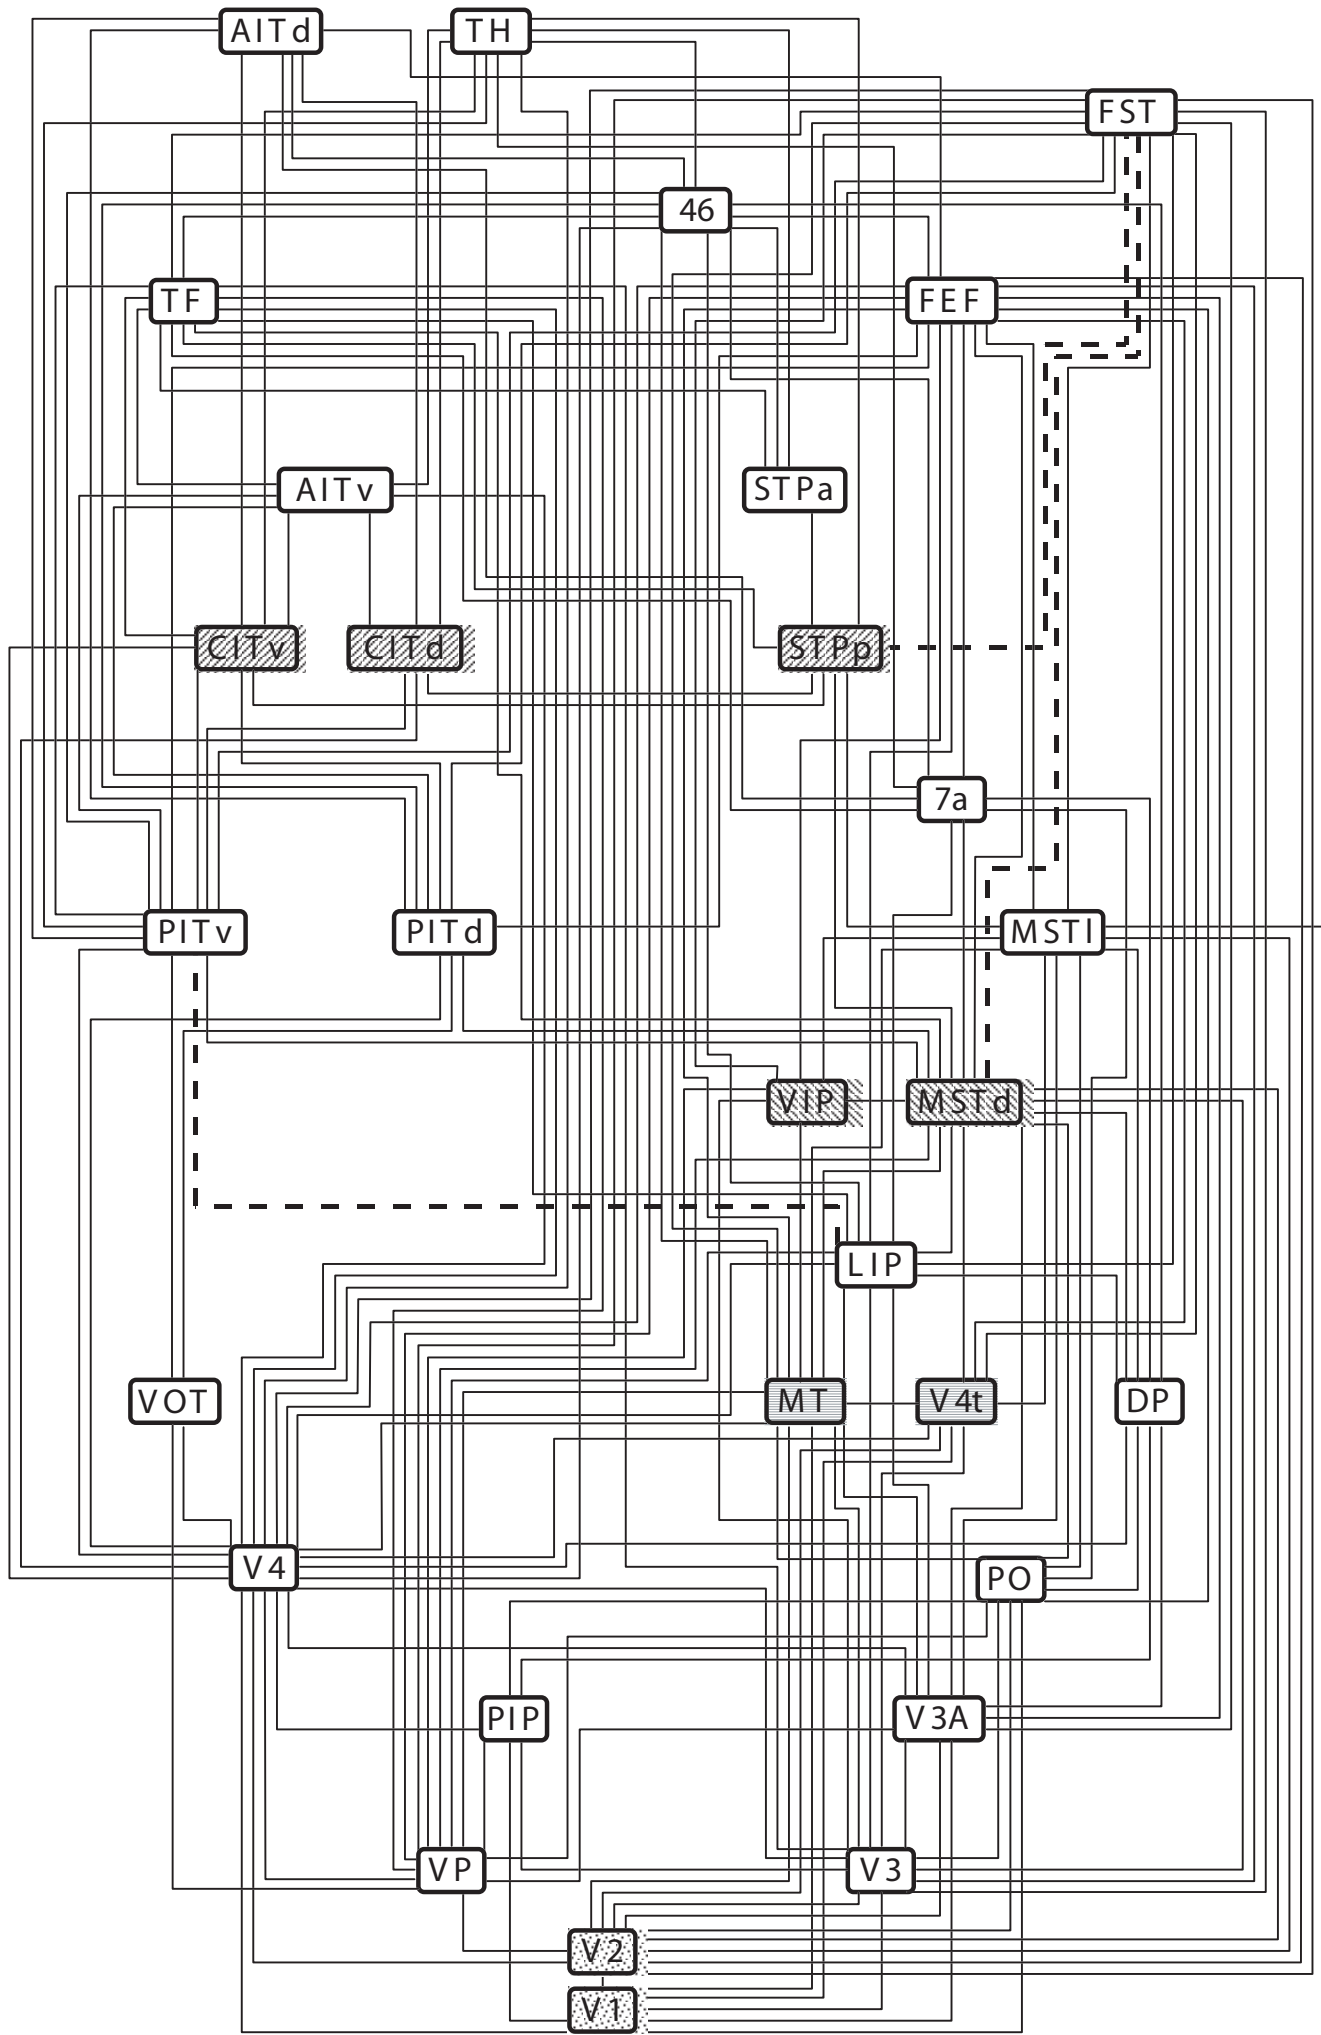 AITd TH
FST
46
TF FEF
AITv STPa
CITv CITd STPp
7a
PITv PITd MSTl
VIP MSTd
LIP
VOT MT V4t DP
V4 PO
PIP V3A
VP V3
V2
V1